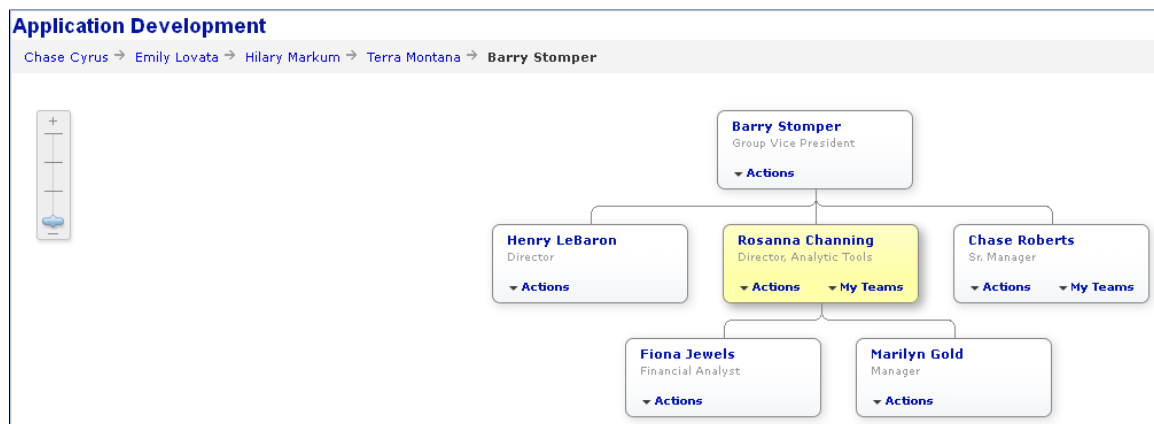 Application Development
Chase Cyrus → Emily Lovata → Hilary Markum → Terra Montana → Barry Stomper
+
−
Barry Stomper
Group Vice President
Actions
Henry LeBaron
Director
Actions
Rosanna Channing
Director, Analytic Tools
Actions My Teams
Chase Roberts
Sr. Manager
Actions My Teams
Fiona Jewels
Financial Analyst
Actions
Marilyn Gold
Manager
Actions